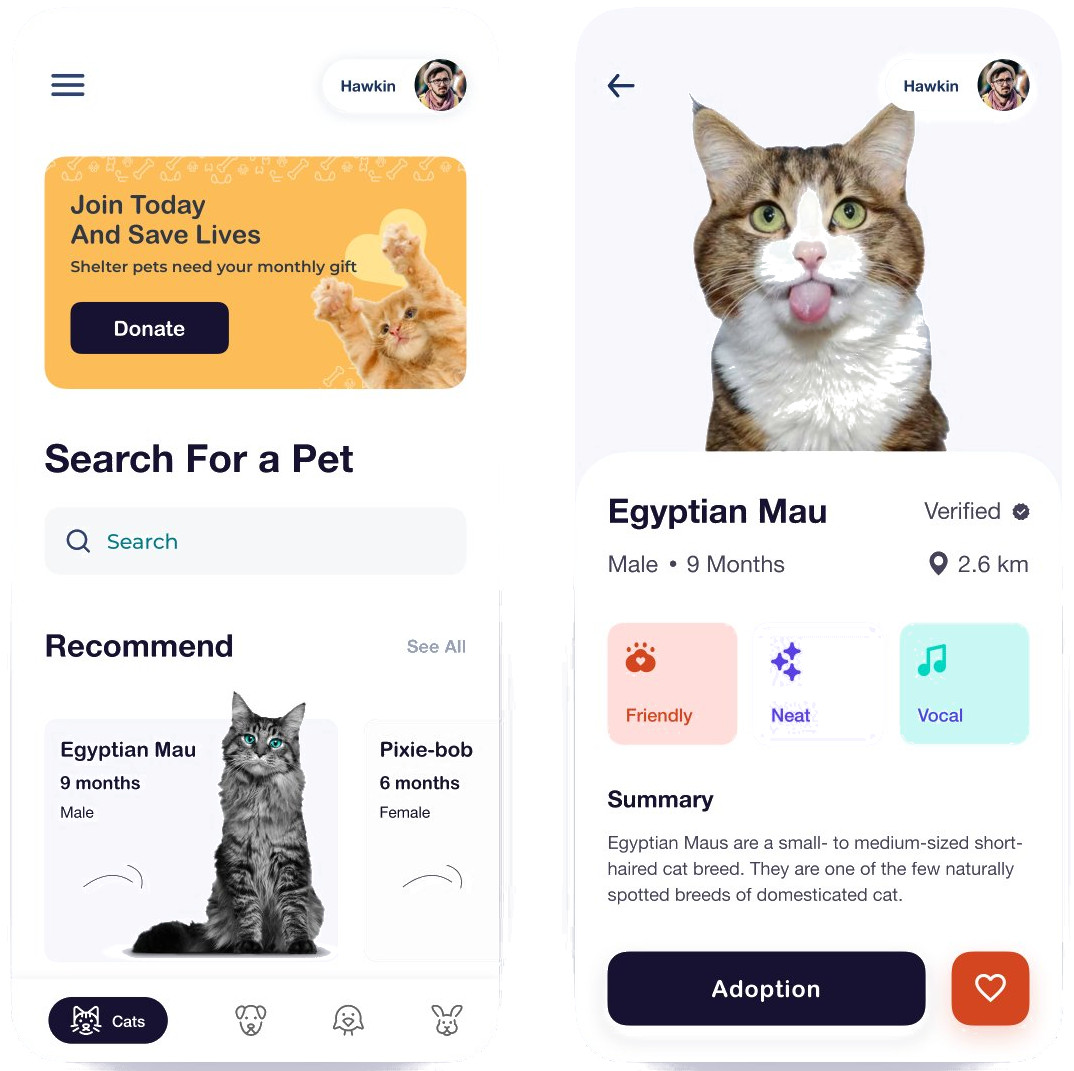 Hawkin
Join Today
And Save Lives
Shelter pets need your monthly gift
Donate
Search For a Pet
Search
Recommend See All
Egyptian Mau
9 months
Male
Pixie-bob
6 months
Female
Cats
Hawkin
Egyptian Mau Verified
Male • 9 Months 2.6 km
Friendly Neat Vocal
Summary
Egyptian Maus are a small- to medium-sized short-
haired cat breed. They are one of the few naturally
spotted breeds of domesticated cat.
Adoption